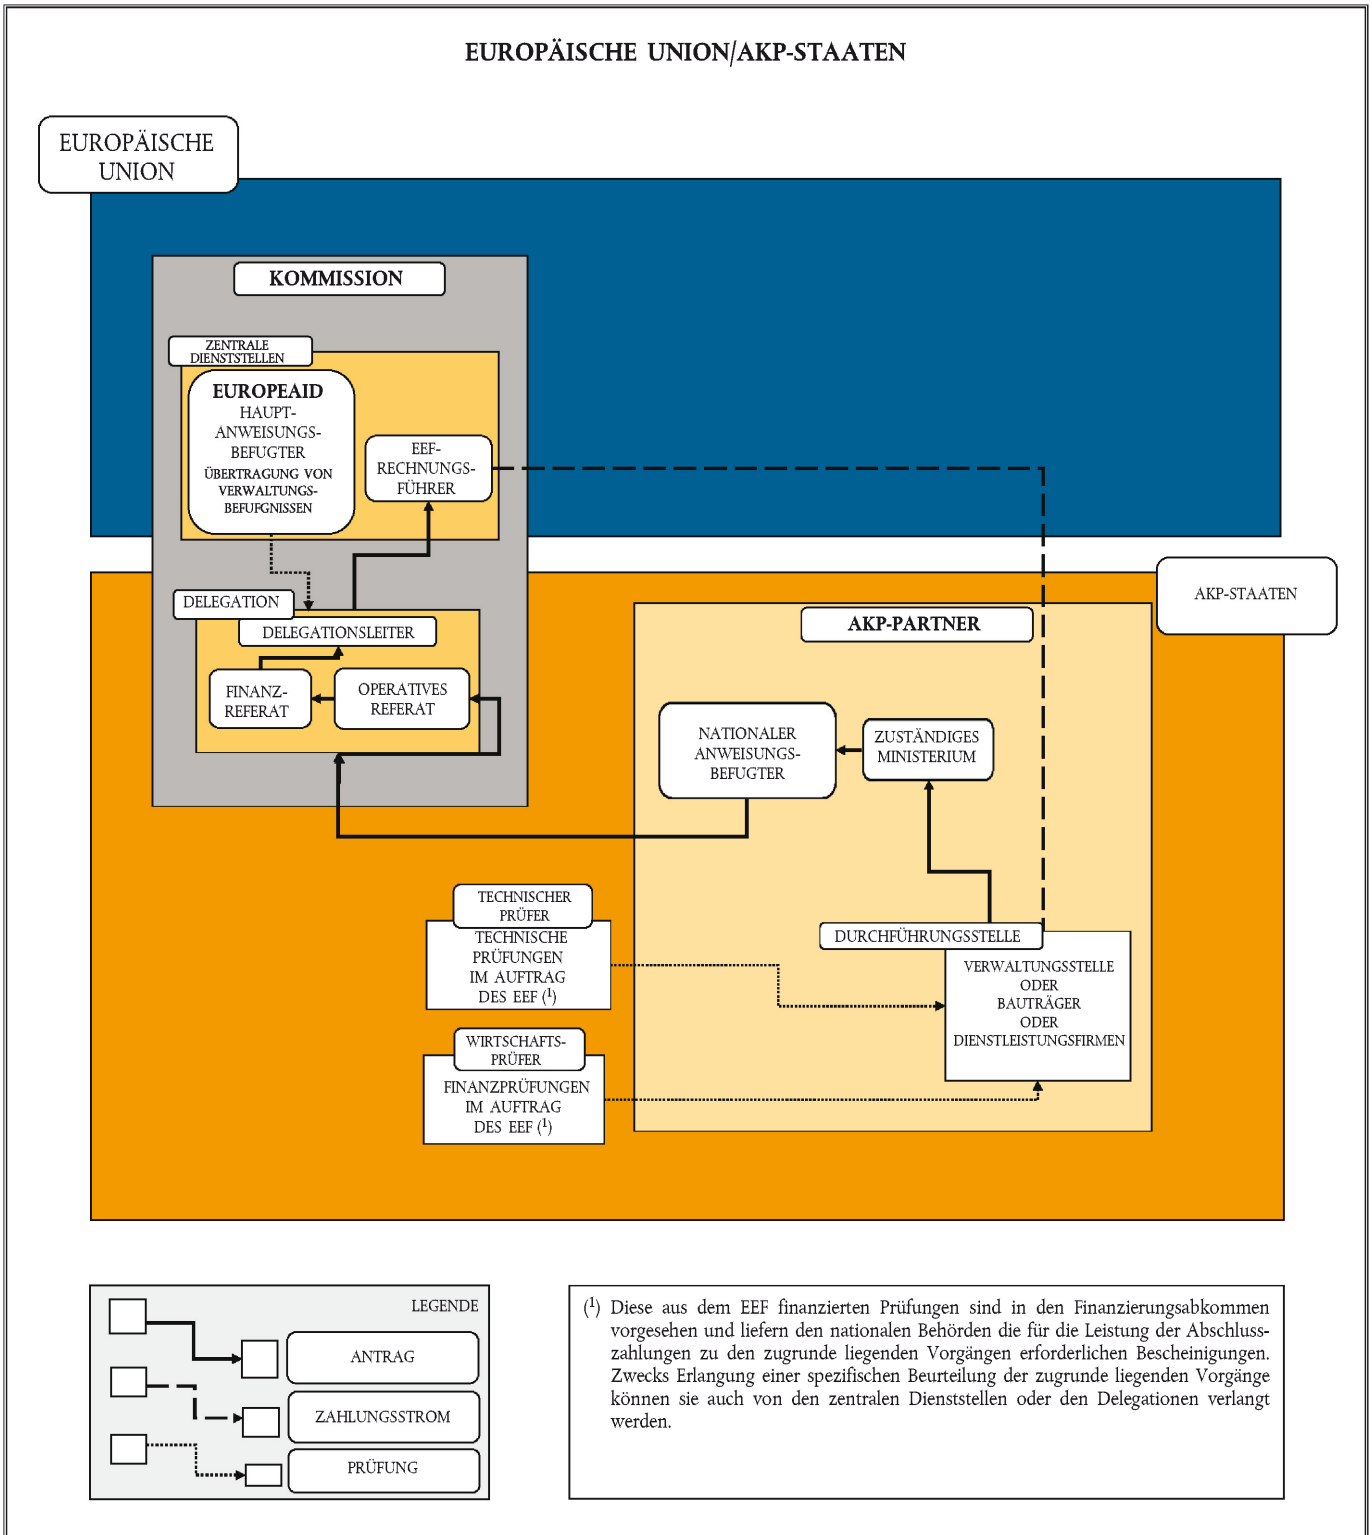 EUROPÄISCHE UNION/AKP-STAATEN
EUROPÄISCHE
UNION
KOMMISSION
ZENTRALE
DIENSTSTELLEN
EUROPEAID
HAUPT-
ANWEISUNGS-
BEFUGTER
ÜBERTRAGUNG VON
VERWALTUNGS-
BEFUFGNISSEN
EEF-
RECHNUNGS-
FÜHRER
DELEGATION
DELEGATIONSLEITER
FINANZ-
REFERAT
OPERATIVES
REFERAT
AKP-STAATEN
AKP-PARTNER
NATIONALER
ANWEISUNGS-
BEFUGTER
ZUSTÄNDIGES
MINISTERIUM
TECHNISCHER
PRÜFER
TECHNISCHE
PRÜFUNGEN
IM AUFTRAG
DES EEF (¹)
DURCHFÜHRUNGSSTELLE
VERWALTUNGSSTELLE
ODER
BAUTRÄGER
ODER
DIENSTLEISTUNGSFIRMEN
WIRTSCHAFTS-
PRÜFER
FINANZPRÜFUNGEN
IM AUFTRAG
DES EEF (¹)
LEGENDE
ANTRAG
ZAHLUNGSSTROM
PRÜFUNG
(¹) Diese aus dem EEF finanzierten Prüfungen sind in den Finanzierungsabkommen
vorgesehen und liefern den nationalen Behörden die für die Leistung der Abschluss-
zahlungen zu den zugrunde liegenden Vorgängen erforderlichen Bescheinigungen.
Zwecks Erlangung einer spezifischen Beurteilung der zugrunde liegenden Vorgänge
können sie auch von den zentralen Dienststellen oder den Delegationen verlangt
werden.